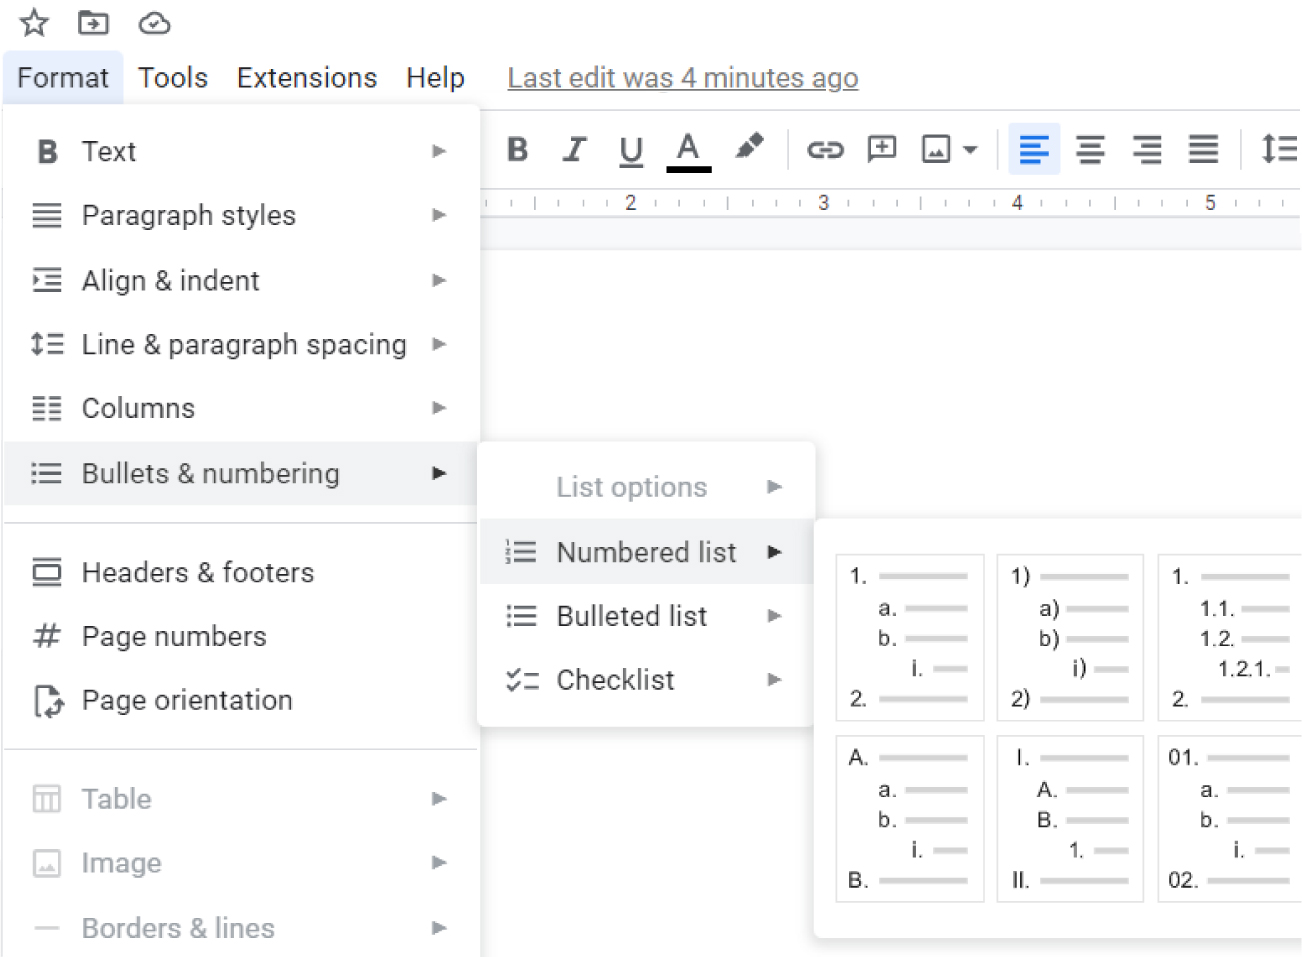 Format Tools Extensions Help Last edit was 4 minutes ago
B Text
B I U A
Paragraph styles
2 3 4 5
Align & indent
Line & paragraph spacing
Columns
Bullets & numbering
List options
Numbered list
Bulleted list
Checklist
Headers & footers
Page numbers
Page orientation
Table
Image
Borders & lines
1.
a.
b.
i.
2.
1)
a)
b)
i)
2)
1.
1.1.
1.2.
1.2.1.
2.
A.
a.
b.
i.
B.
I.
A.
B.
1.
II.
01.
a.
b.
i.
02.